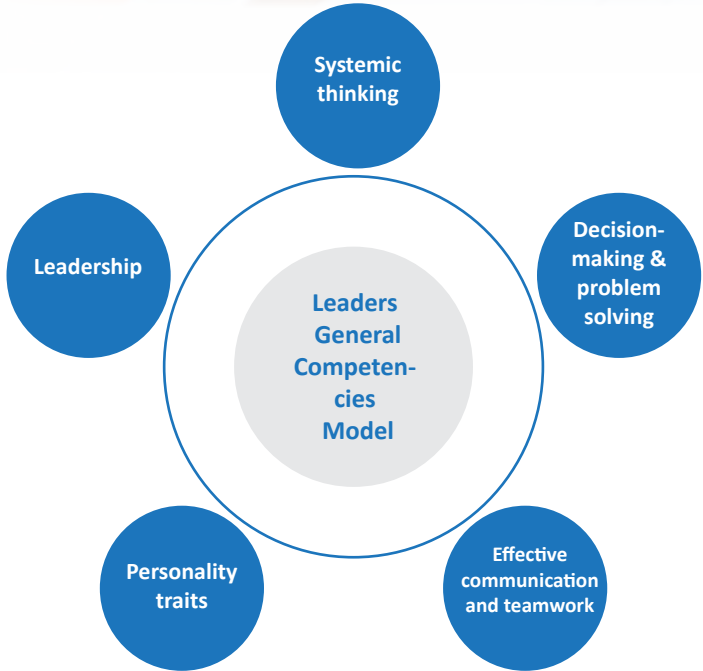 Systemic
thinking
Decision-
making &
problem
solving
Effective
communication
and teamwork
Personality
traits
Leadership
Leaders
General
Competen-
cies
Model